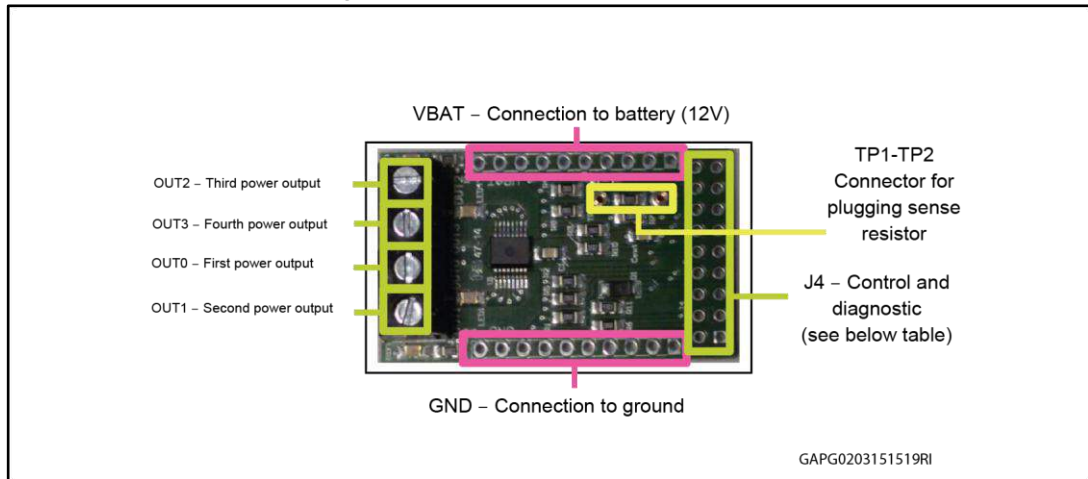 VBAT – Connection to battery (12V)
TP1-TP2
Connector for
plugging sense
resistor
OUT2 – Third power output
OUT3 – Fourth power output
OUT0 – First power output
OUT1 – Second power output
J4 – Control and
diagnostic
(see below table)
GND – Connection to ground
GAPG0203151519RI